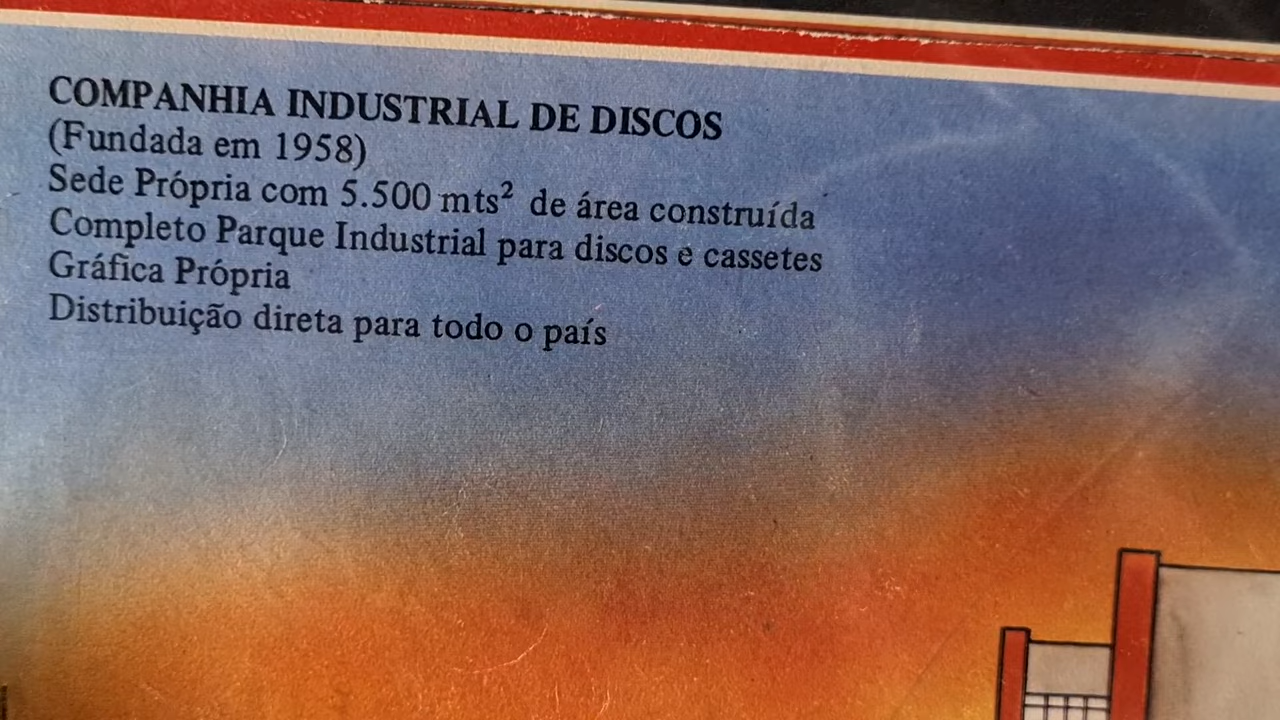 COMPANHIA INDUSTRIAL DE DISCOS
(Fundada em 1958)
Sede Própria com 5.500 mts² de área construída
Completo Parque Industrial para discos e cassetes
Gráfica Própria
Distribuição direta para todo o país